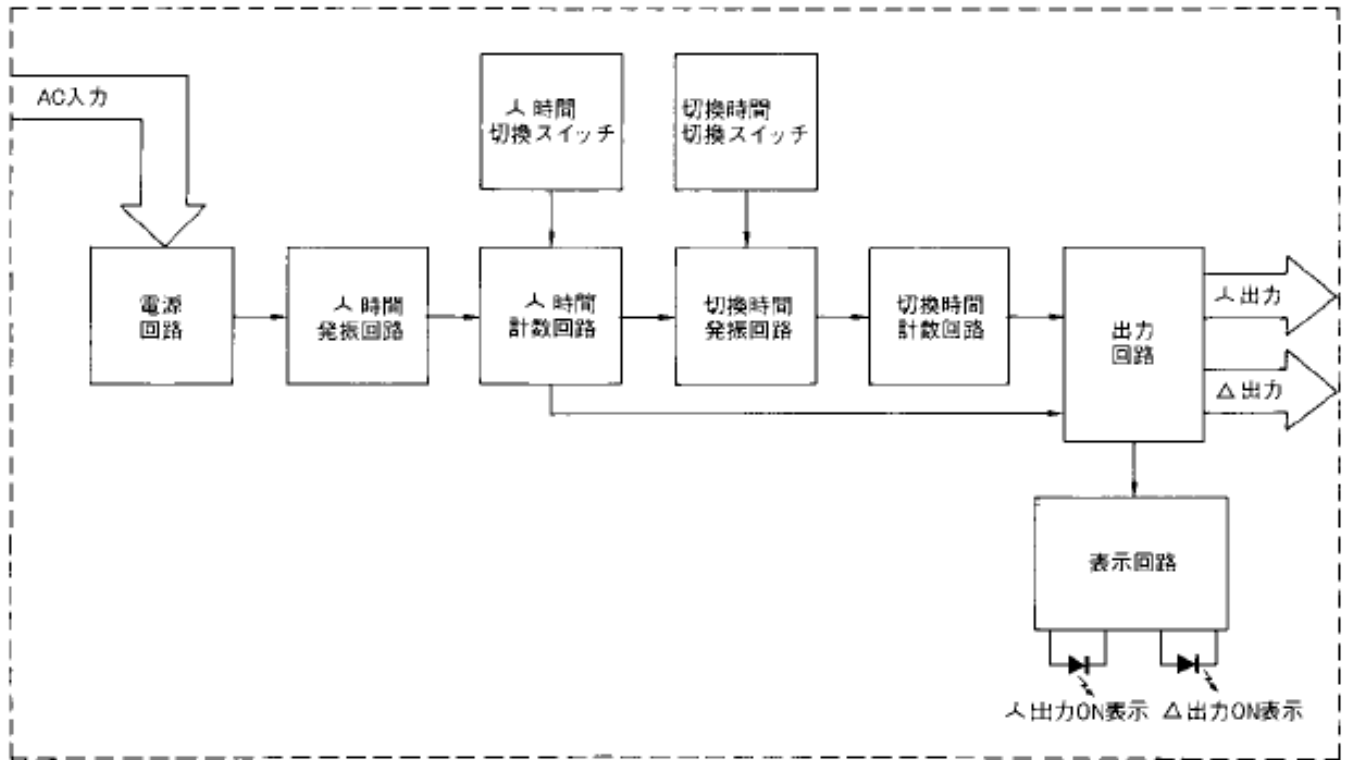 AC入力
人時間
切換スイッチ
切換時間
切換スイッチ
電源
回路
人時間
発振回路
人時間
計数回路
切換時間
発振回路
切換時間
計数回路
出力
回路
人出力
△出力
表示回路
人出力ON表示
△出力ON表示